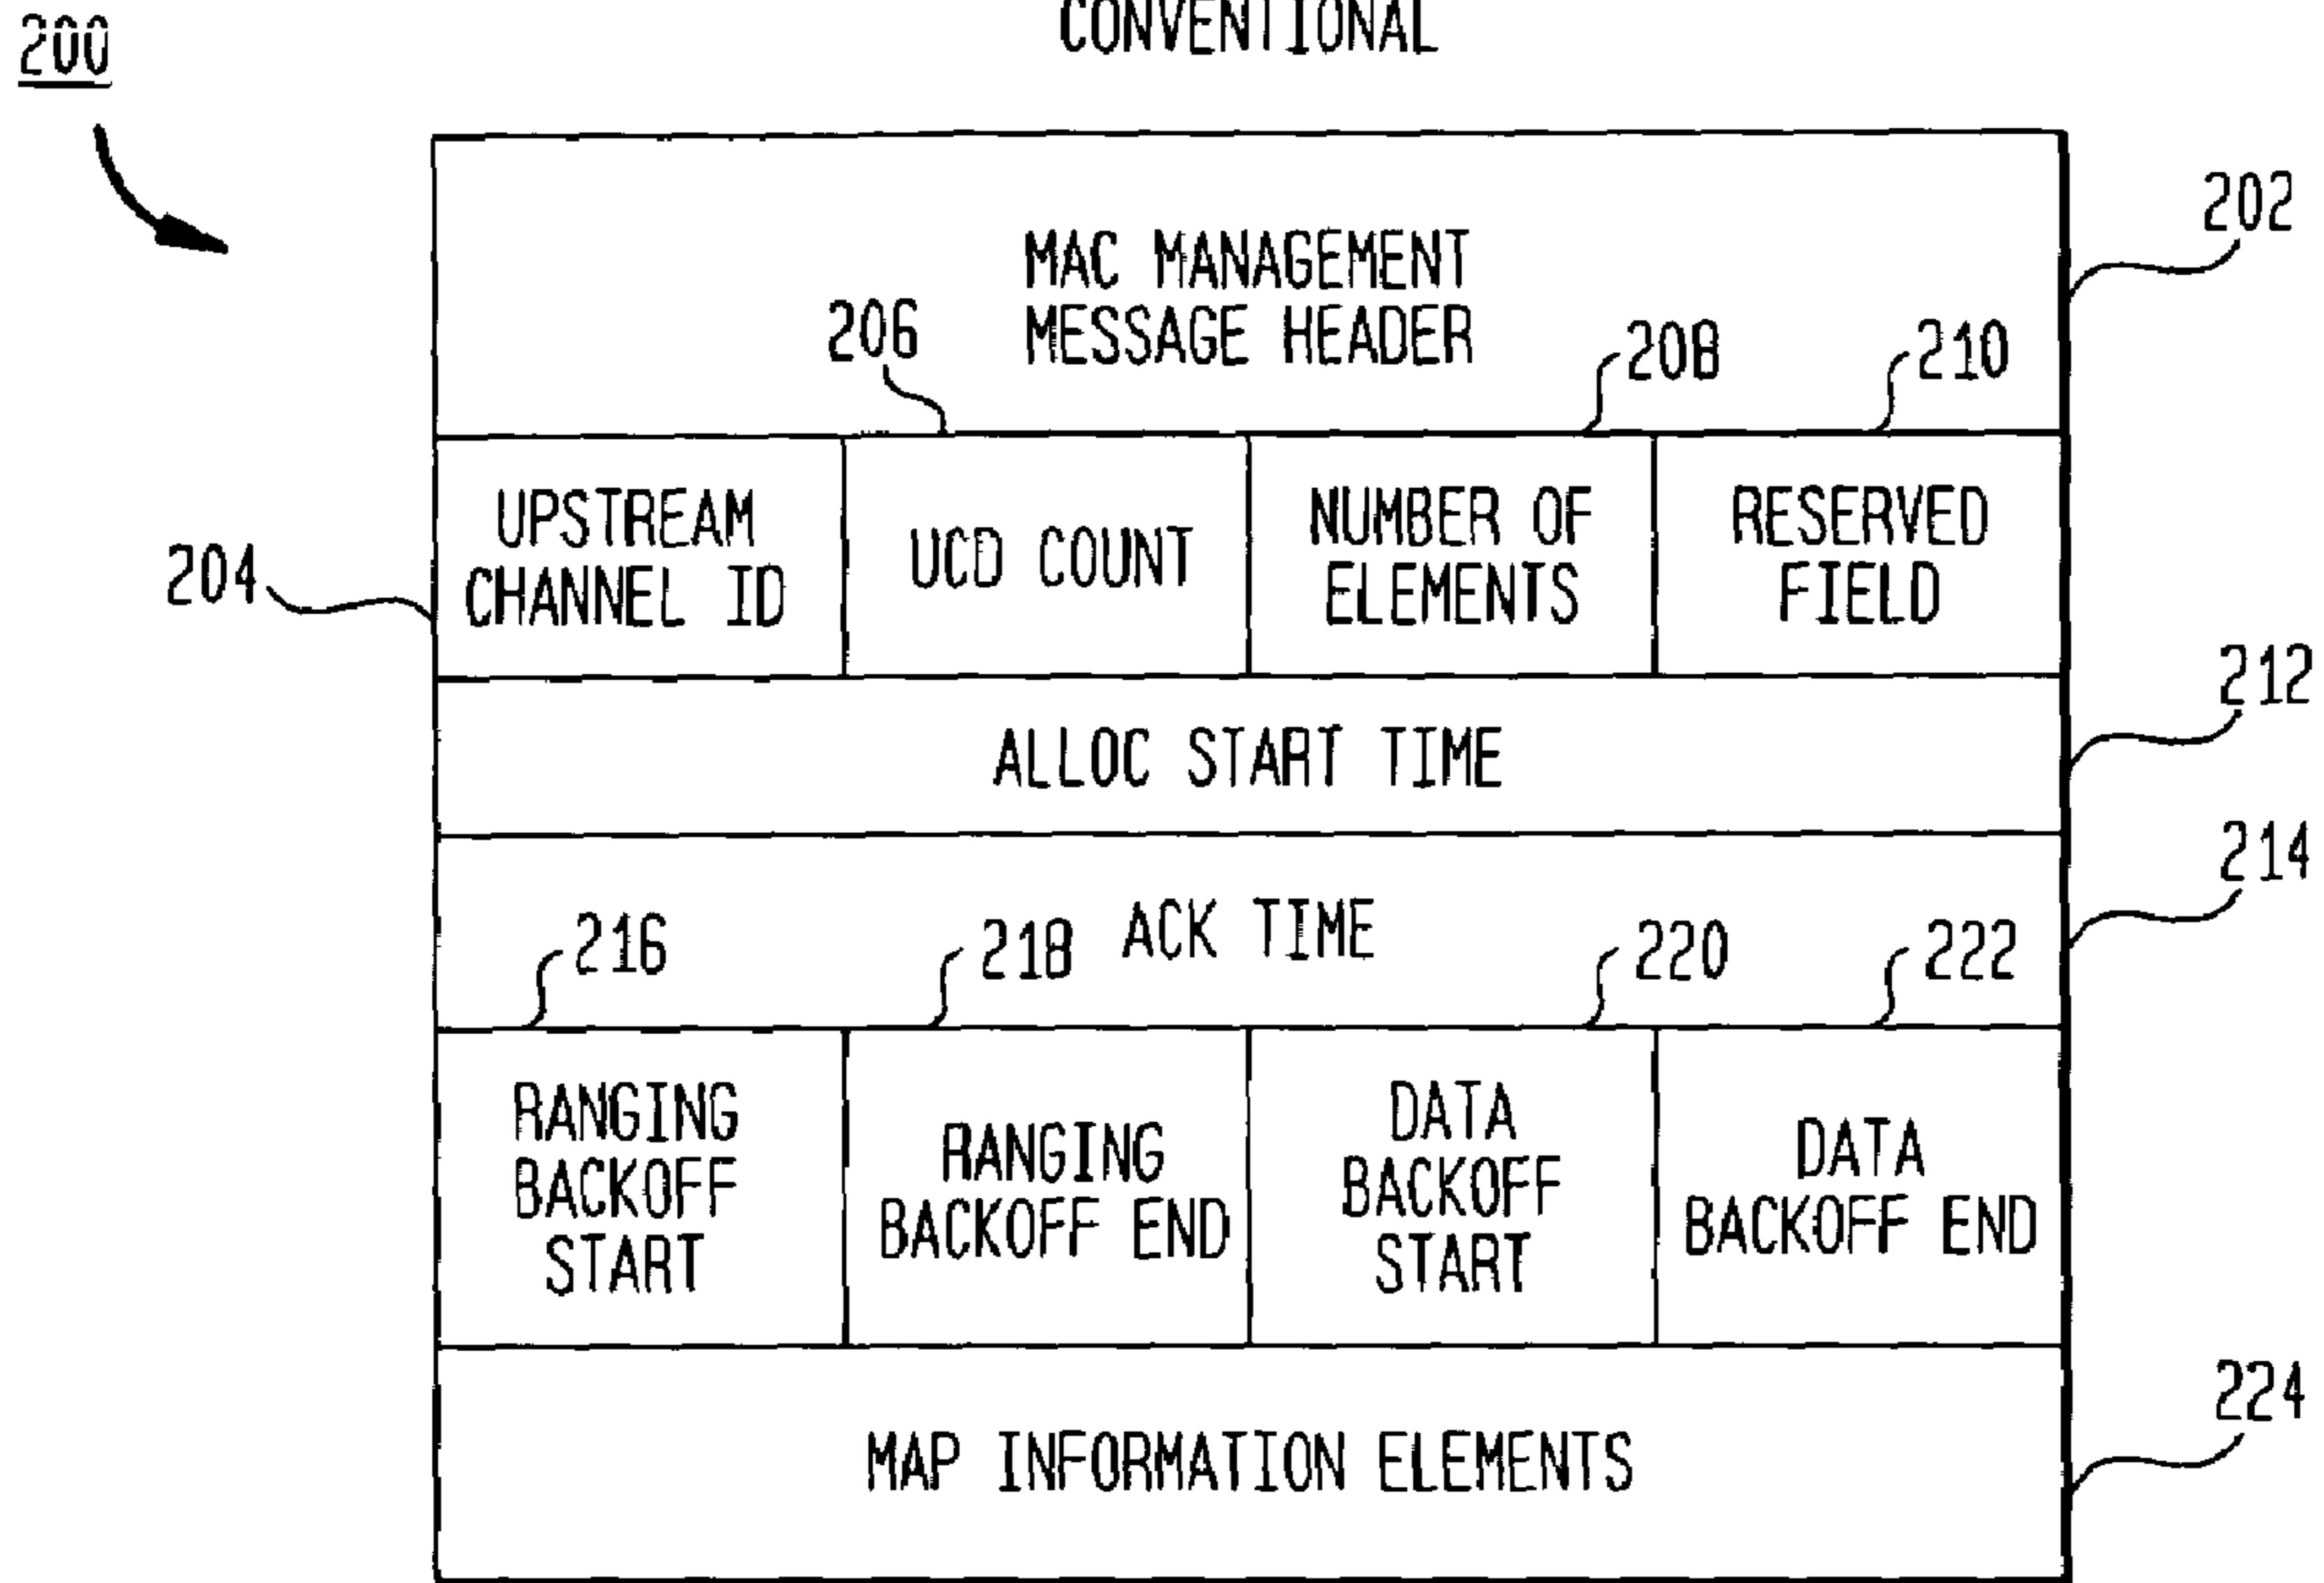 CONVENTIONAL
200
202
MAC MANAGEMENT
MESSAGE HEADER
206
208
210
UPSTREAM
CHANNEL ID
UCD COUNT
NUMBER OF
ELEMENTS
RESERVED
FIELD
204
212
ALLOC START TIME
214
ACK TIME
216
218
220
222
RANGING
BACKOFF
START
RANGING
BACKOFF END
DATA
BACKOFF
START
DATA
BACKOFF END
224
MAP INFORMATION ELEMENTS